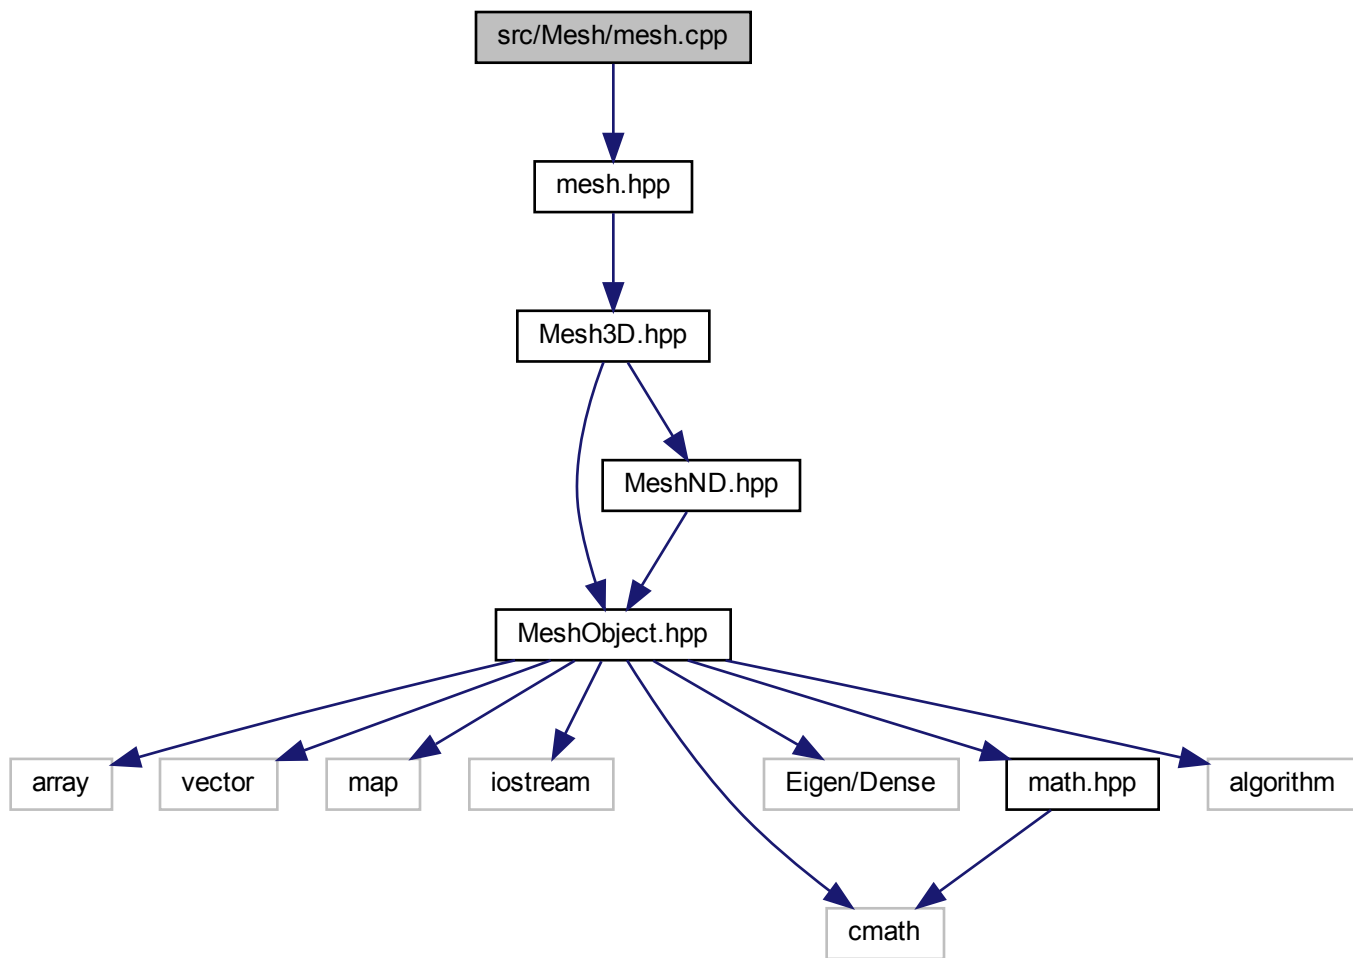 src/Mesh/mesh.cpp
mesh.hpp
Mesh3D.hpp
MeshND.hpp
MeshObject.hpp
array
vector
map
iostream
Eigen/Dense
math.hpp
algorithm
cmath